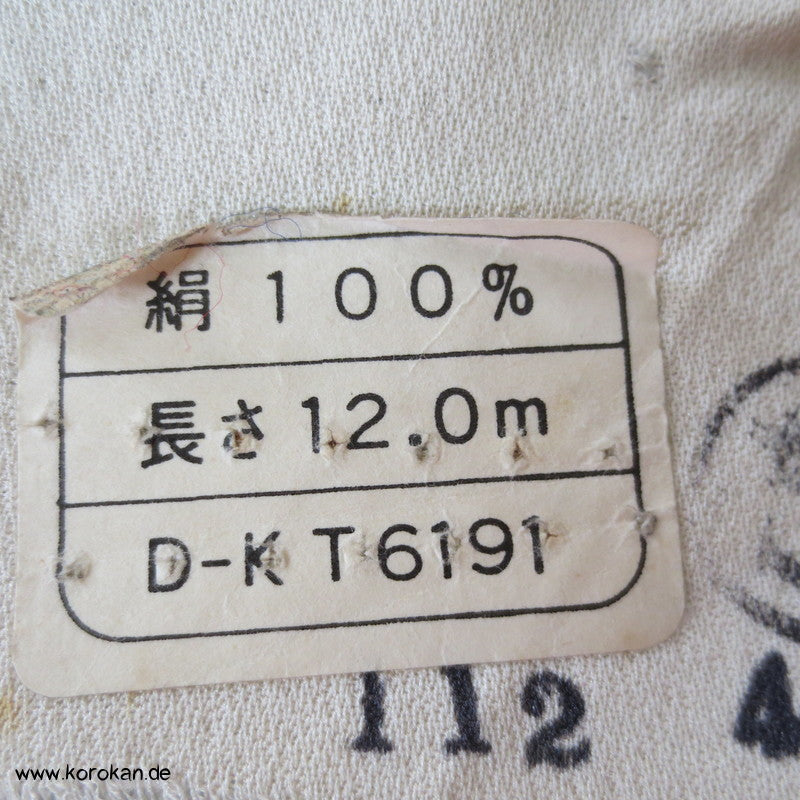 絹 100%
長さ 12.0m
D-K T6191
112 4
www.korokan.de